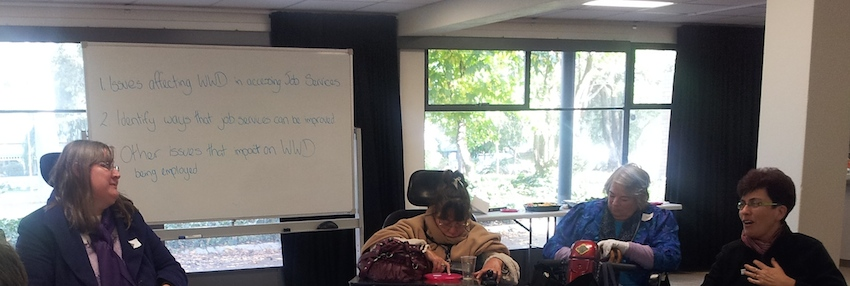 1. Issues affecting WWD in accessing Job Services
2. Identify ways that job services can be improved
Other issues that impact on WWD
being employed